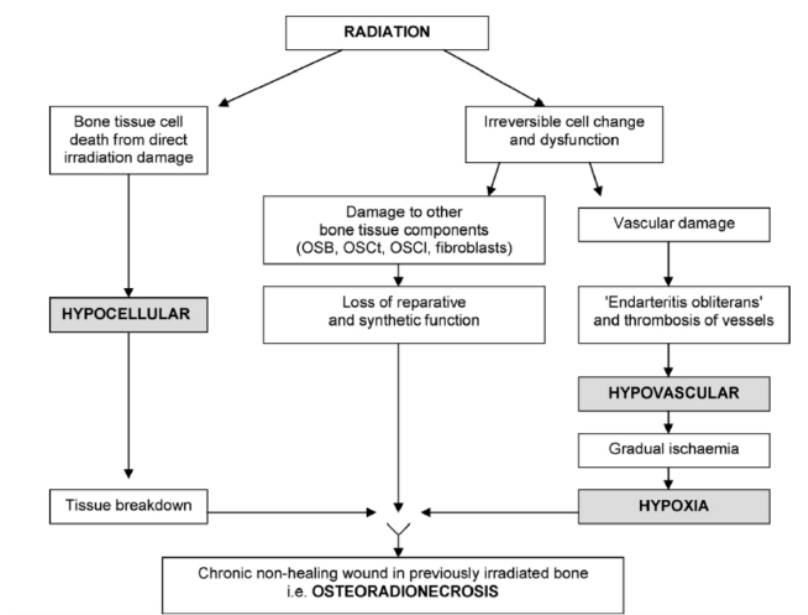 RADIATION
Bone tissue cell
death from direct
irradiation damage
Irreversible cell change
and dysfunction
Damage to other
bone tissue components
(OSB, OSCt, OSCl, fibroblasts)
Vascular damage
HYPOCELLULAR
Loss of reparative
and synthetic function
'Endarteritis obliterans'
and thrombosis of vessels
HYPOVASCULAR
Gradual ischaemia
Tissue breakdown
HYPOXIA
Chronic non-healing wound in previously irradiated bone
i.e. OSTEORADIONECROSIS